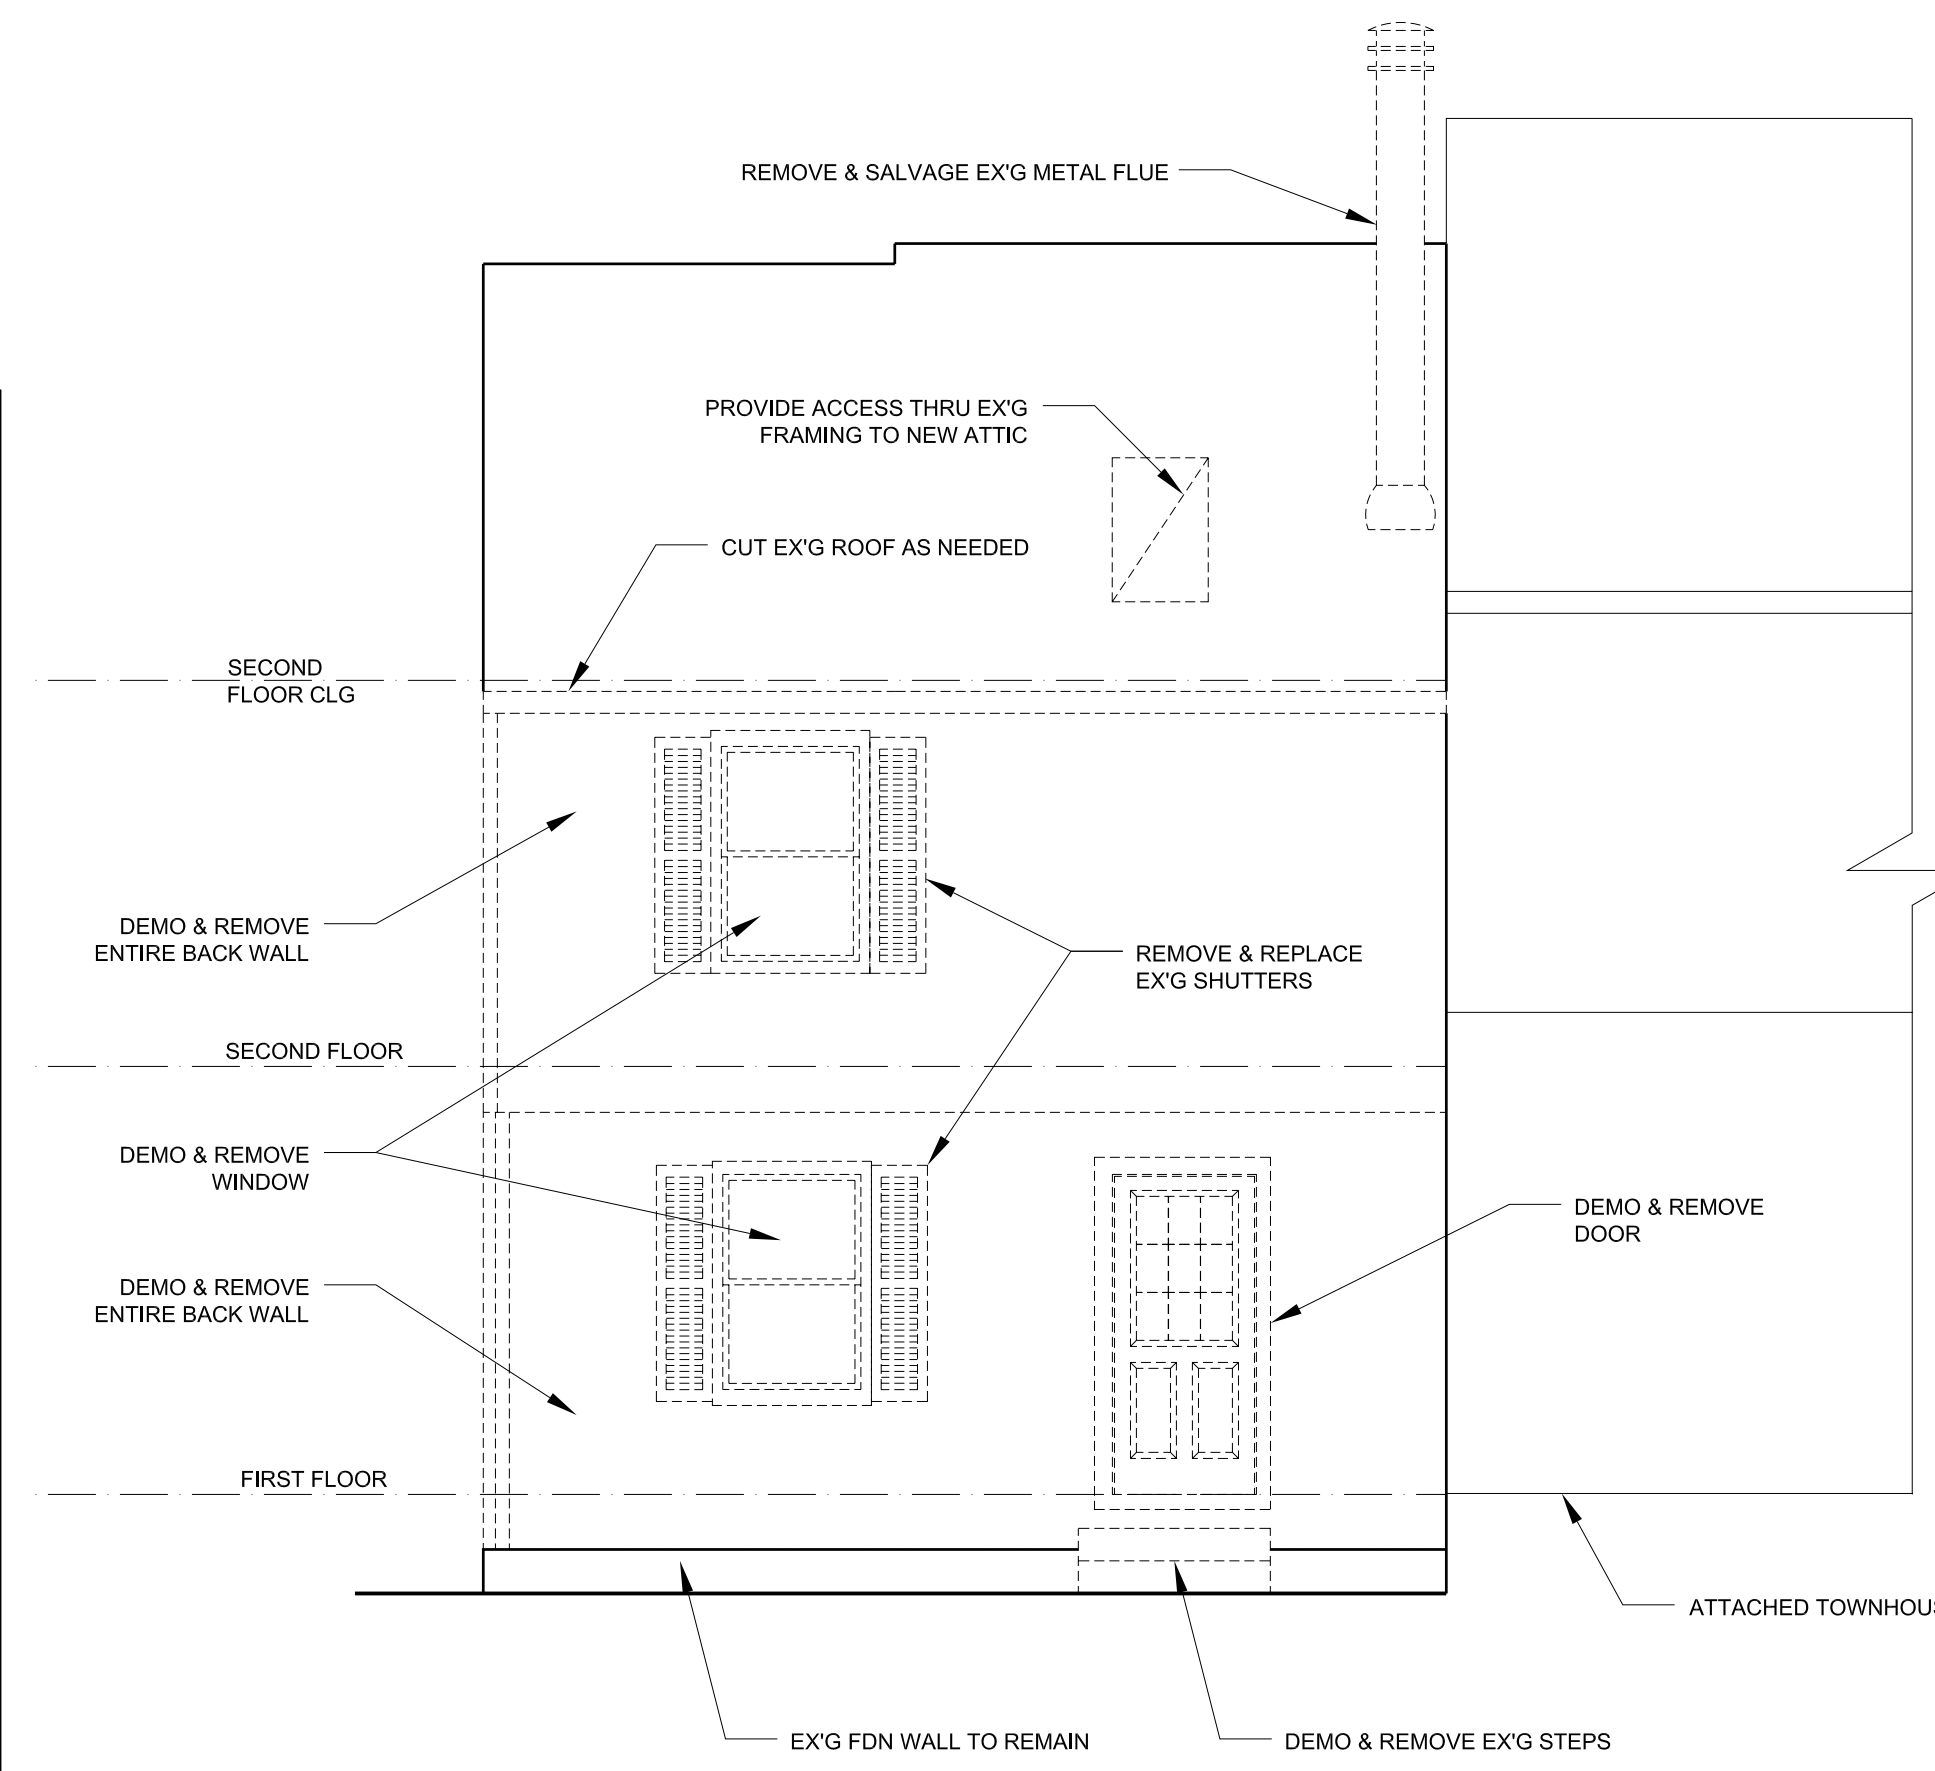 REMOVE & SALVAGE EX'G METAL FLUE
PROVIDE ACCESS THRU EX'G
FRAMING TO NEW ATTIC
CUT EX'G ROOF AS NEEDED
SECOND
FLOOR CLG
DEMO & REMOVE
ENTIRE BACK WALL
REMOVE & REPLACE
EX'G SHUTTERS
SECOND FLOOR
DEMO & REMOVE
WINDOW
DEMO & REMOVE
DOOR
DEMO & REMOVE
ENTIRE BACK WALL
FIRST FLOOR
ATTACHED
EX'G FDN WALL TO REMAIN
DEMO & REMOVE EX'G STEPS